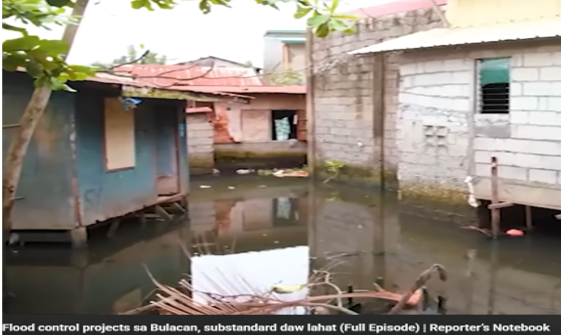 Flood control projects sa Bulacan, substandard daw lahat (Full Episode) | Reporter's Notebook